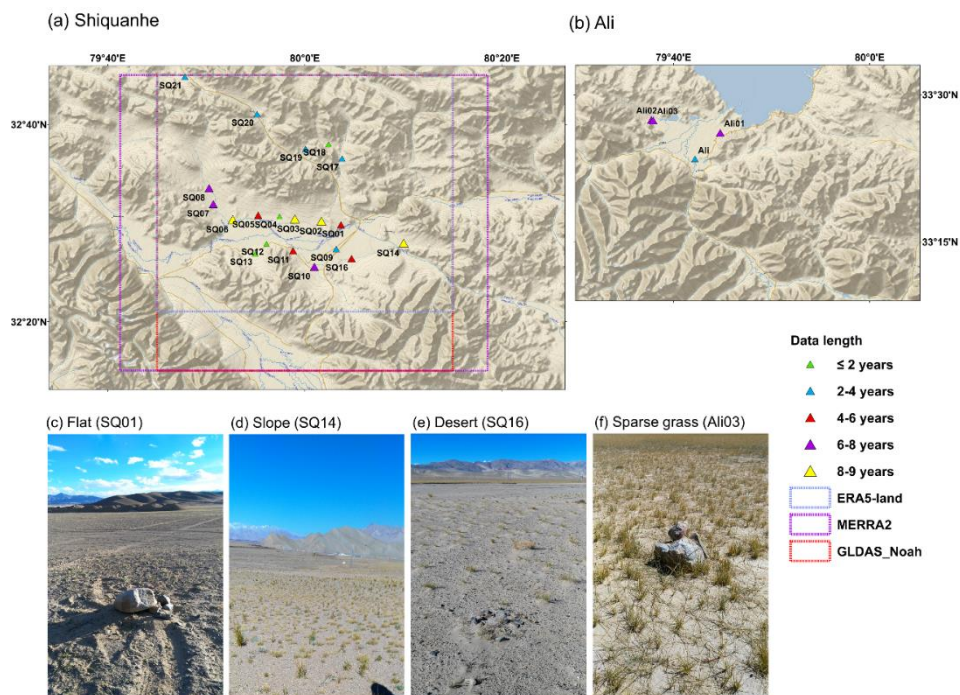 (a) Shiquanhe
(b) Ali
79°40'E
80°0'E
80°20'E
79°40'E
80°0'E
32°40'N
32°20'N
33°30'N
33°15'N
SQ21
SQ20
SQ19
SQ18
SQ17
SQ08
SQ07
SQ06
SQ05
SQ04
SQ03
SQ02
SQ01
SQ14
SQ12
SQ13
SQ11
SQ09
SQ10
SQ16
Ali02
Ali03
Ali01
Ali
Data length
≤ 2 years
2-4 years
4-6 years
6-8 years
8-9 years
ERA5-land
MERRA2
GLDAS_Noah
(c) Flat (SQ01)
(d) Slope (SQ14)
(e) Desert (SQ16)
(f) Sparse grass (Ali03)